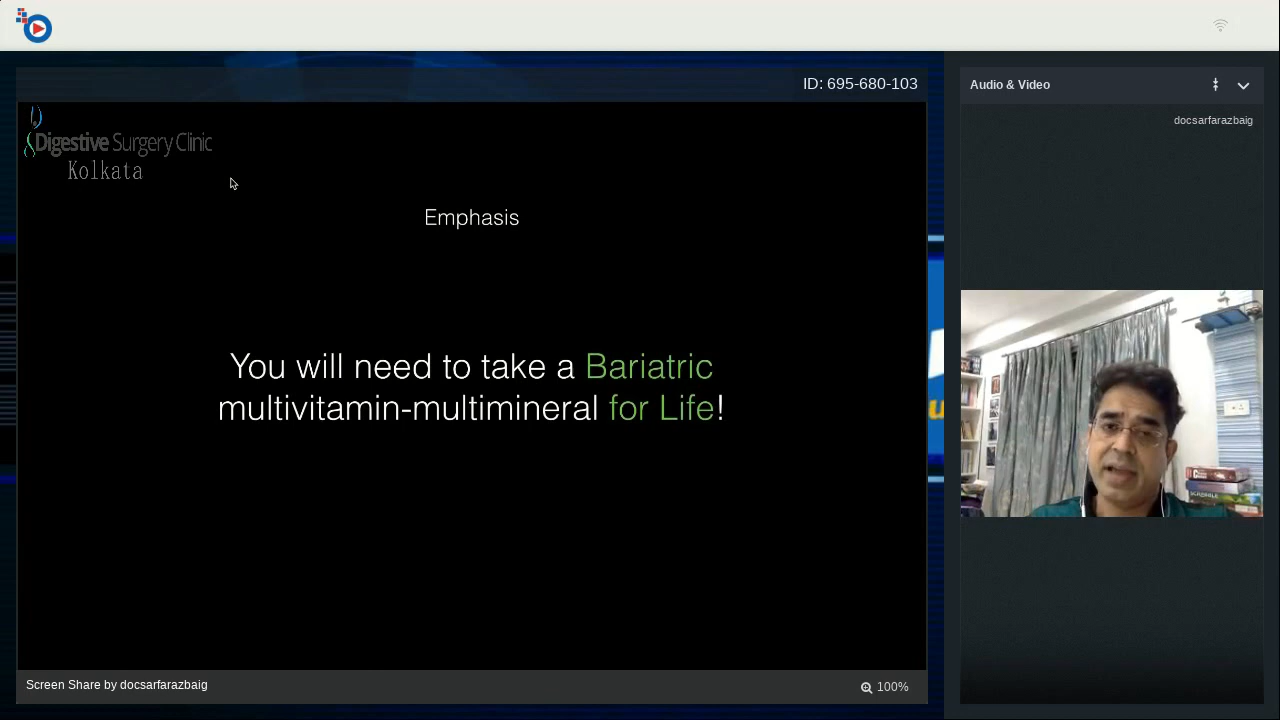 ID: 695-680-103
Audio & Video
docsarfarazbaig
Digestive Surgery Clinic
Kolkata
Emphasis
You will need to take a Bariatric
multivitamin-multimineral for Life!
SCRABBLE
Screen Share by docsarfarazbaig
100%